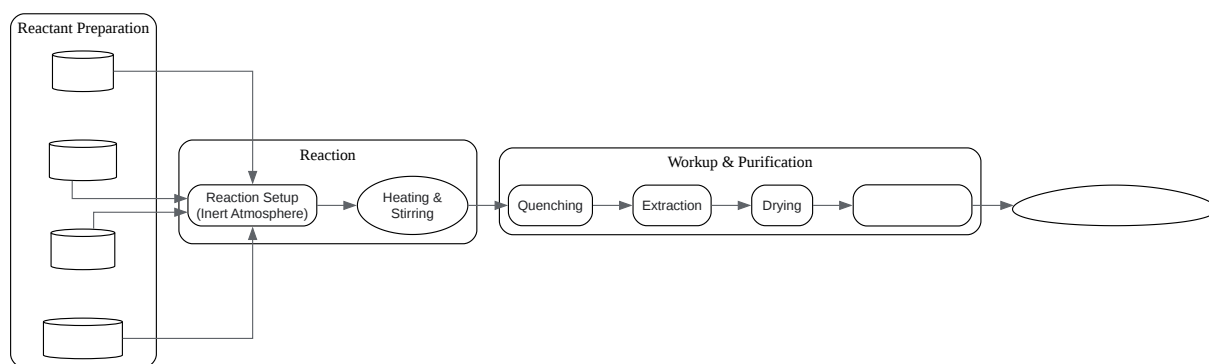 Reactant Preparation
Reaction
Reaction Setup
(Inert Atmosphere)
Heating &
Stirring
Workup & Purification
Quenching
Extraction
Drying